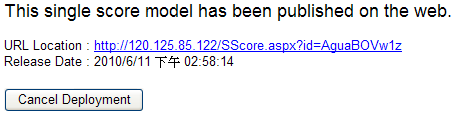 This single score model has been published on the web.
URL Location : http://120.125.85.122/SScore.aspx?id=AguaBOVw1z
Release Date : 2010/6/11 下午 02:58:14
Cancel Deployment